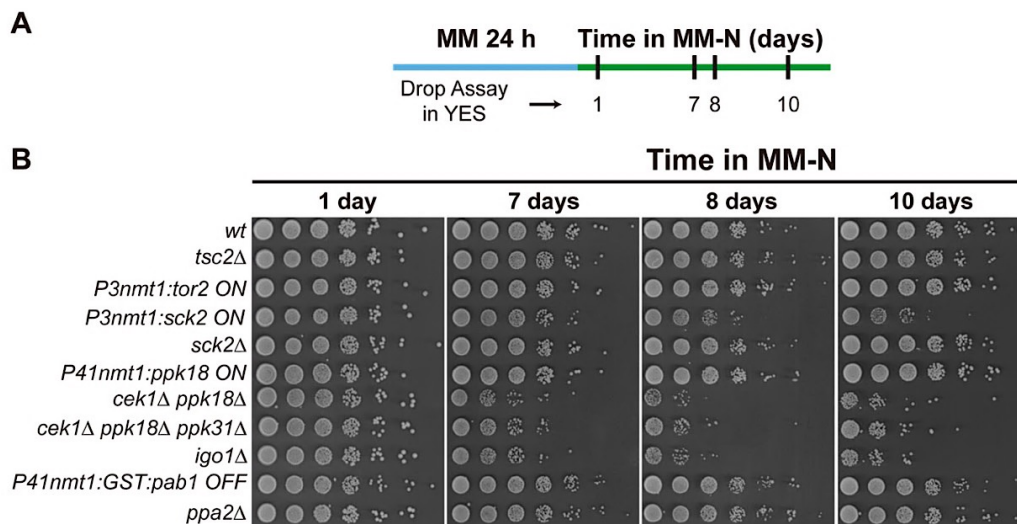 A
MM 24 h Time in MM-N (days)
Drop Assay
in YES
1 7 8 10
B
Time in MM-N
1 day 7 days 8 days 10 days
wt
tsc2Δ
P3nmt1:tor2 ON
P3nmt1:sck2 ON
sck2Δ
P41nmt1:ppk18 ON
cek1Δ ppk18Δ
cek1Δ ppk18Δ ppk31Δ
igo1Δ
P41nmt1:GST:pab1 OFF
ppa2Δ